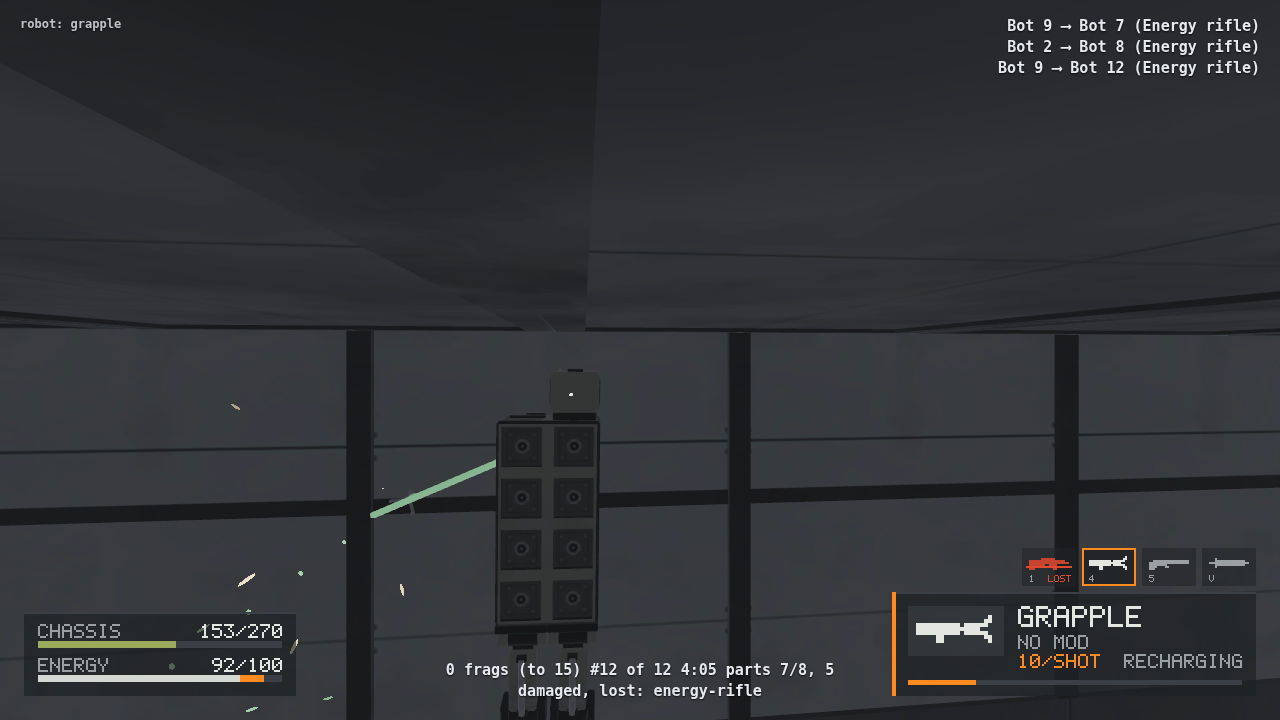 robot: grapple
Bot 9 → Bot 7 (Energy rifle)
Bot 2 → Bot 8 (Energy rifle)
Bot 9 → Bot 12 (Energy rifle)
1 LOST
4
5
V
CHASSIS 153/270
ENERGY 92/100
GRAPPLE
NO MOD
10/SHOT RECHARGING
0 frags (to 15) #12 of 12 4:05 parts 7/8, 5
damaged, lost: energy-rifle